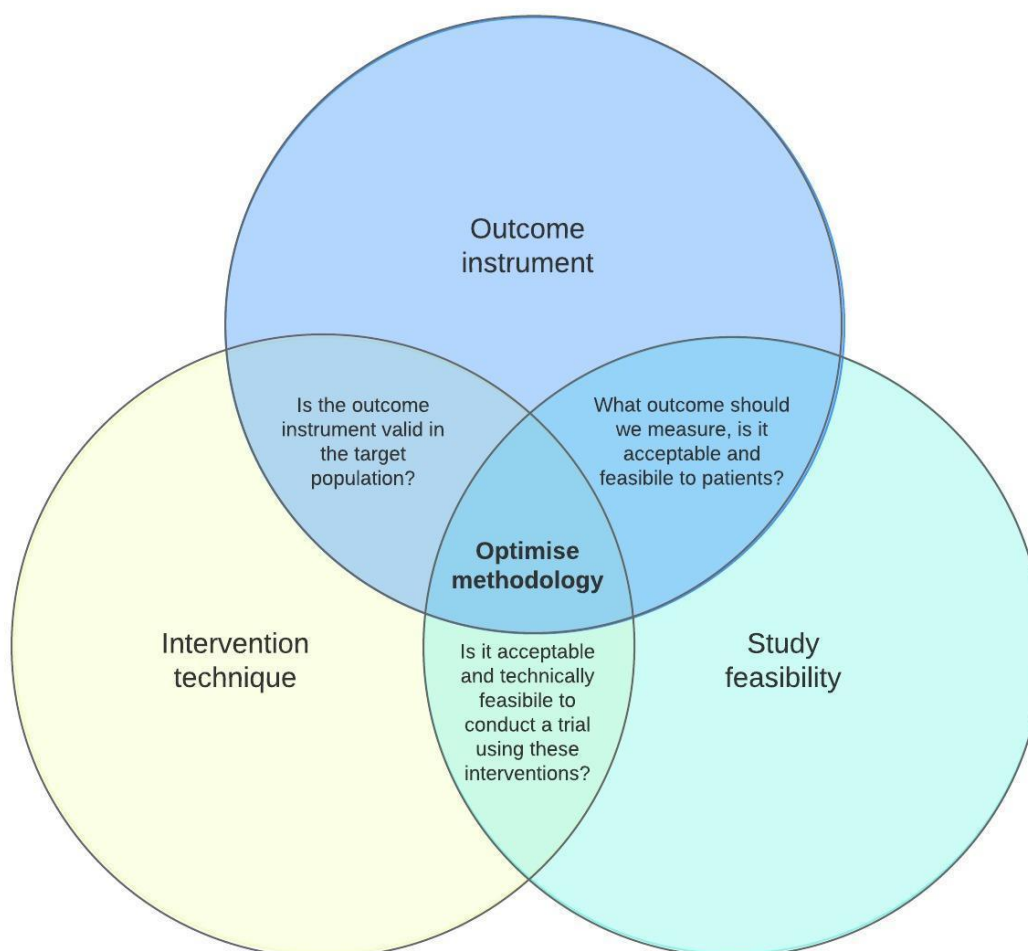 Outcome
instrument
Is the outcome
instrument valid in
the target
population?
What outcome should
we measure, is it
acceptable and
feasibile to patients?
Optimise
methodology
Intervention
technique
Is it acceptable
and technically
feasibile to
conduct a trial
using these
interventions?
Study
feasibility